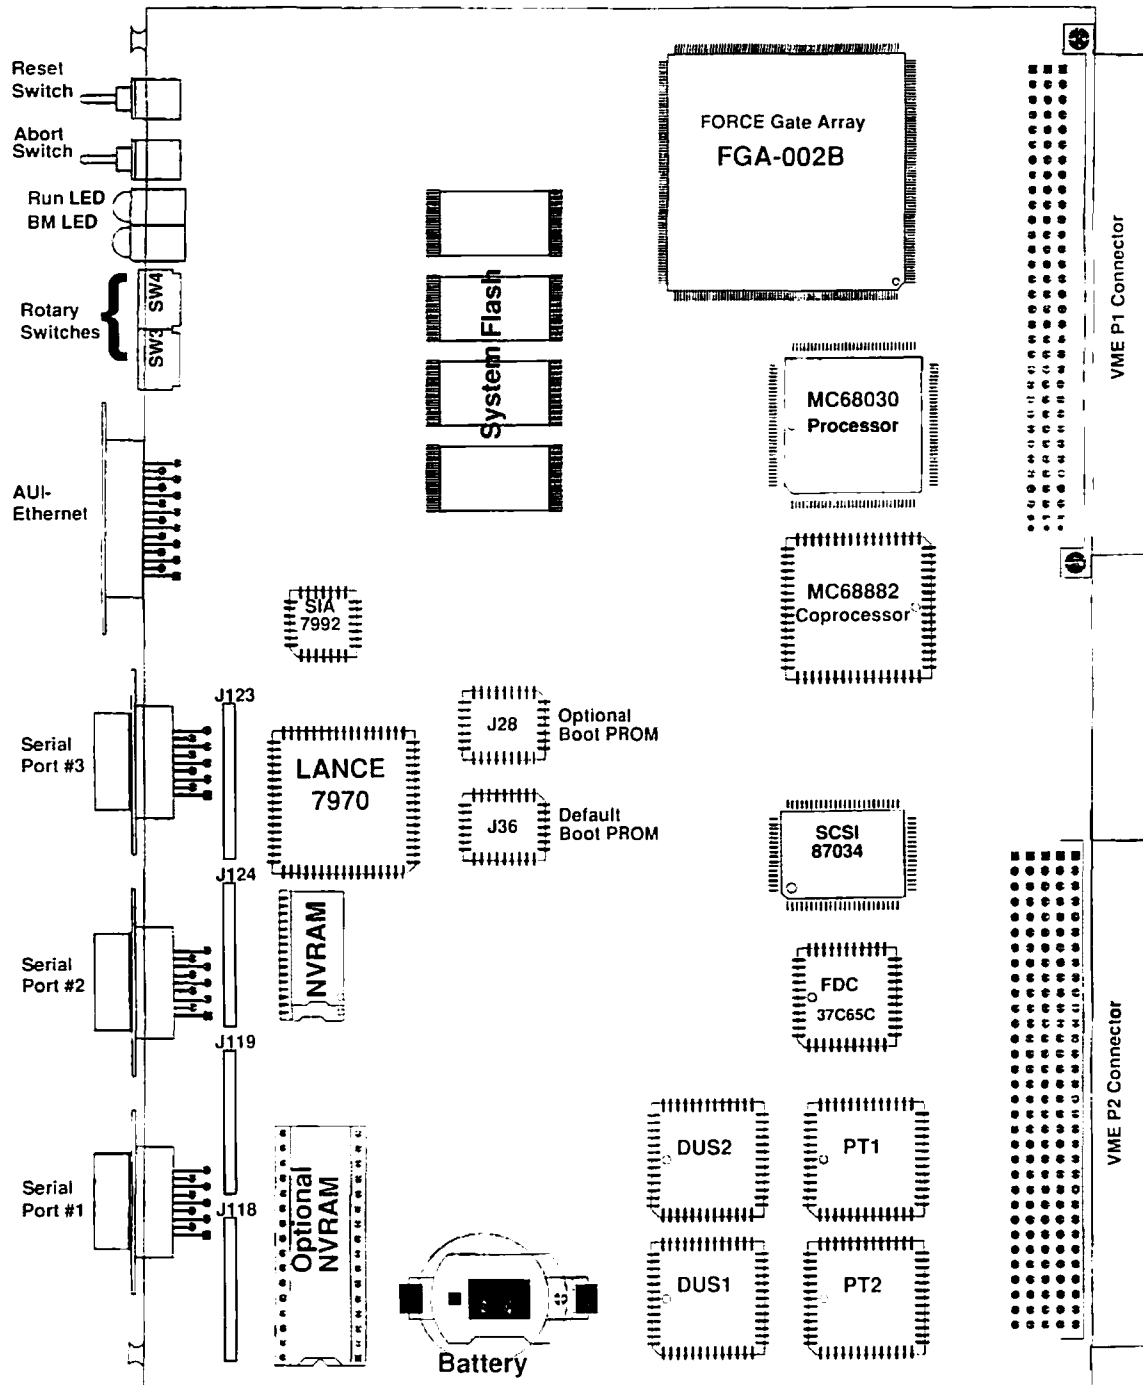 Reset
Switch
Abort
Switch
Run LED
BM LED
Rotary
Switches
SW4
SW3
AUI-
Ethernet
Serial
Port #3
Serial
Port #2
Serial
Port #1
J123
J124
J119
J118
SIA
7992
LANCE
7970
NVRAM
Optional
NVRAM
System Flash
J28
Optional
Boot PROM
J36
Default
Boot PROM
Battery
FORCE Gate Array
FGA-002B
MC68030
Processor
MC68882
Coprocessor
SCSI
87034
FDC
37C65C
DUS2
PT1
DUS1
PT2
VME P1 Connector
VME P2 Connector